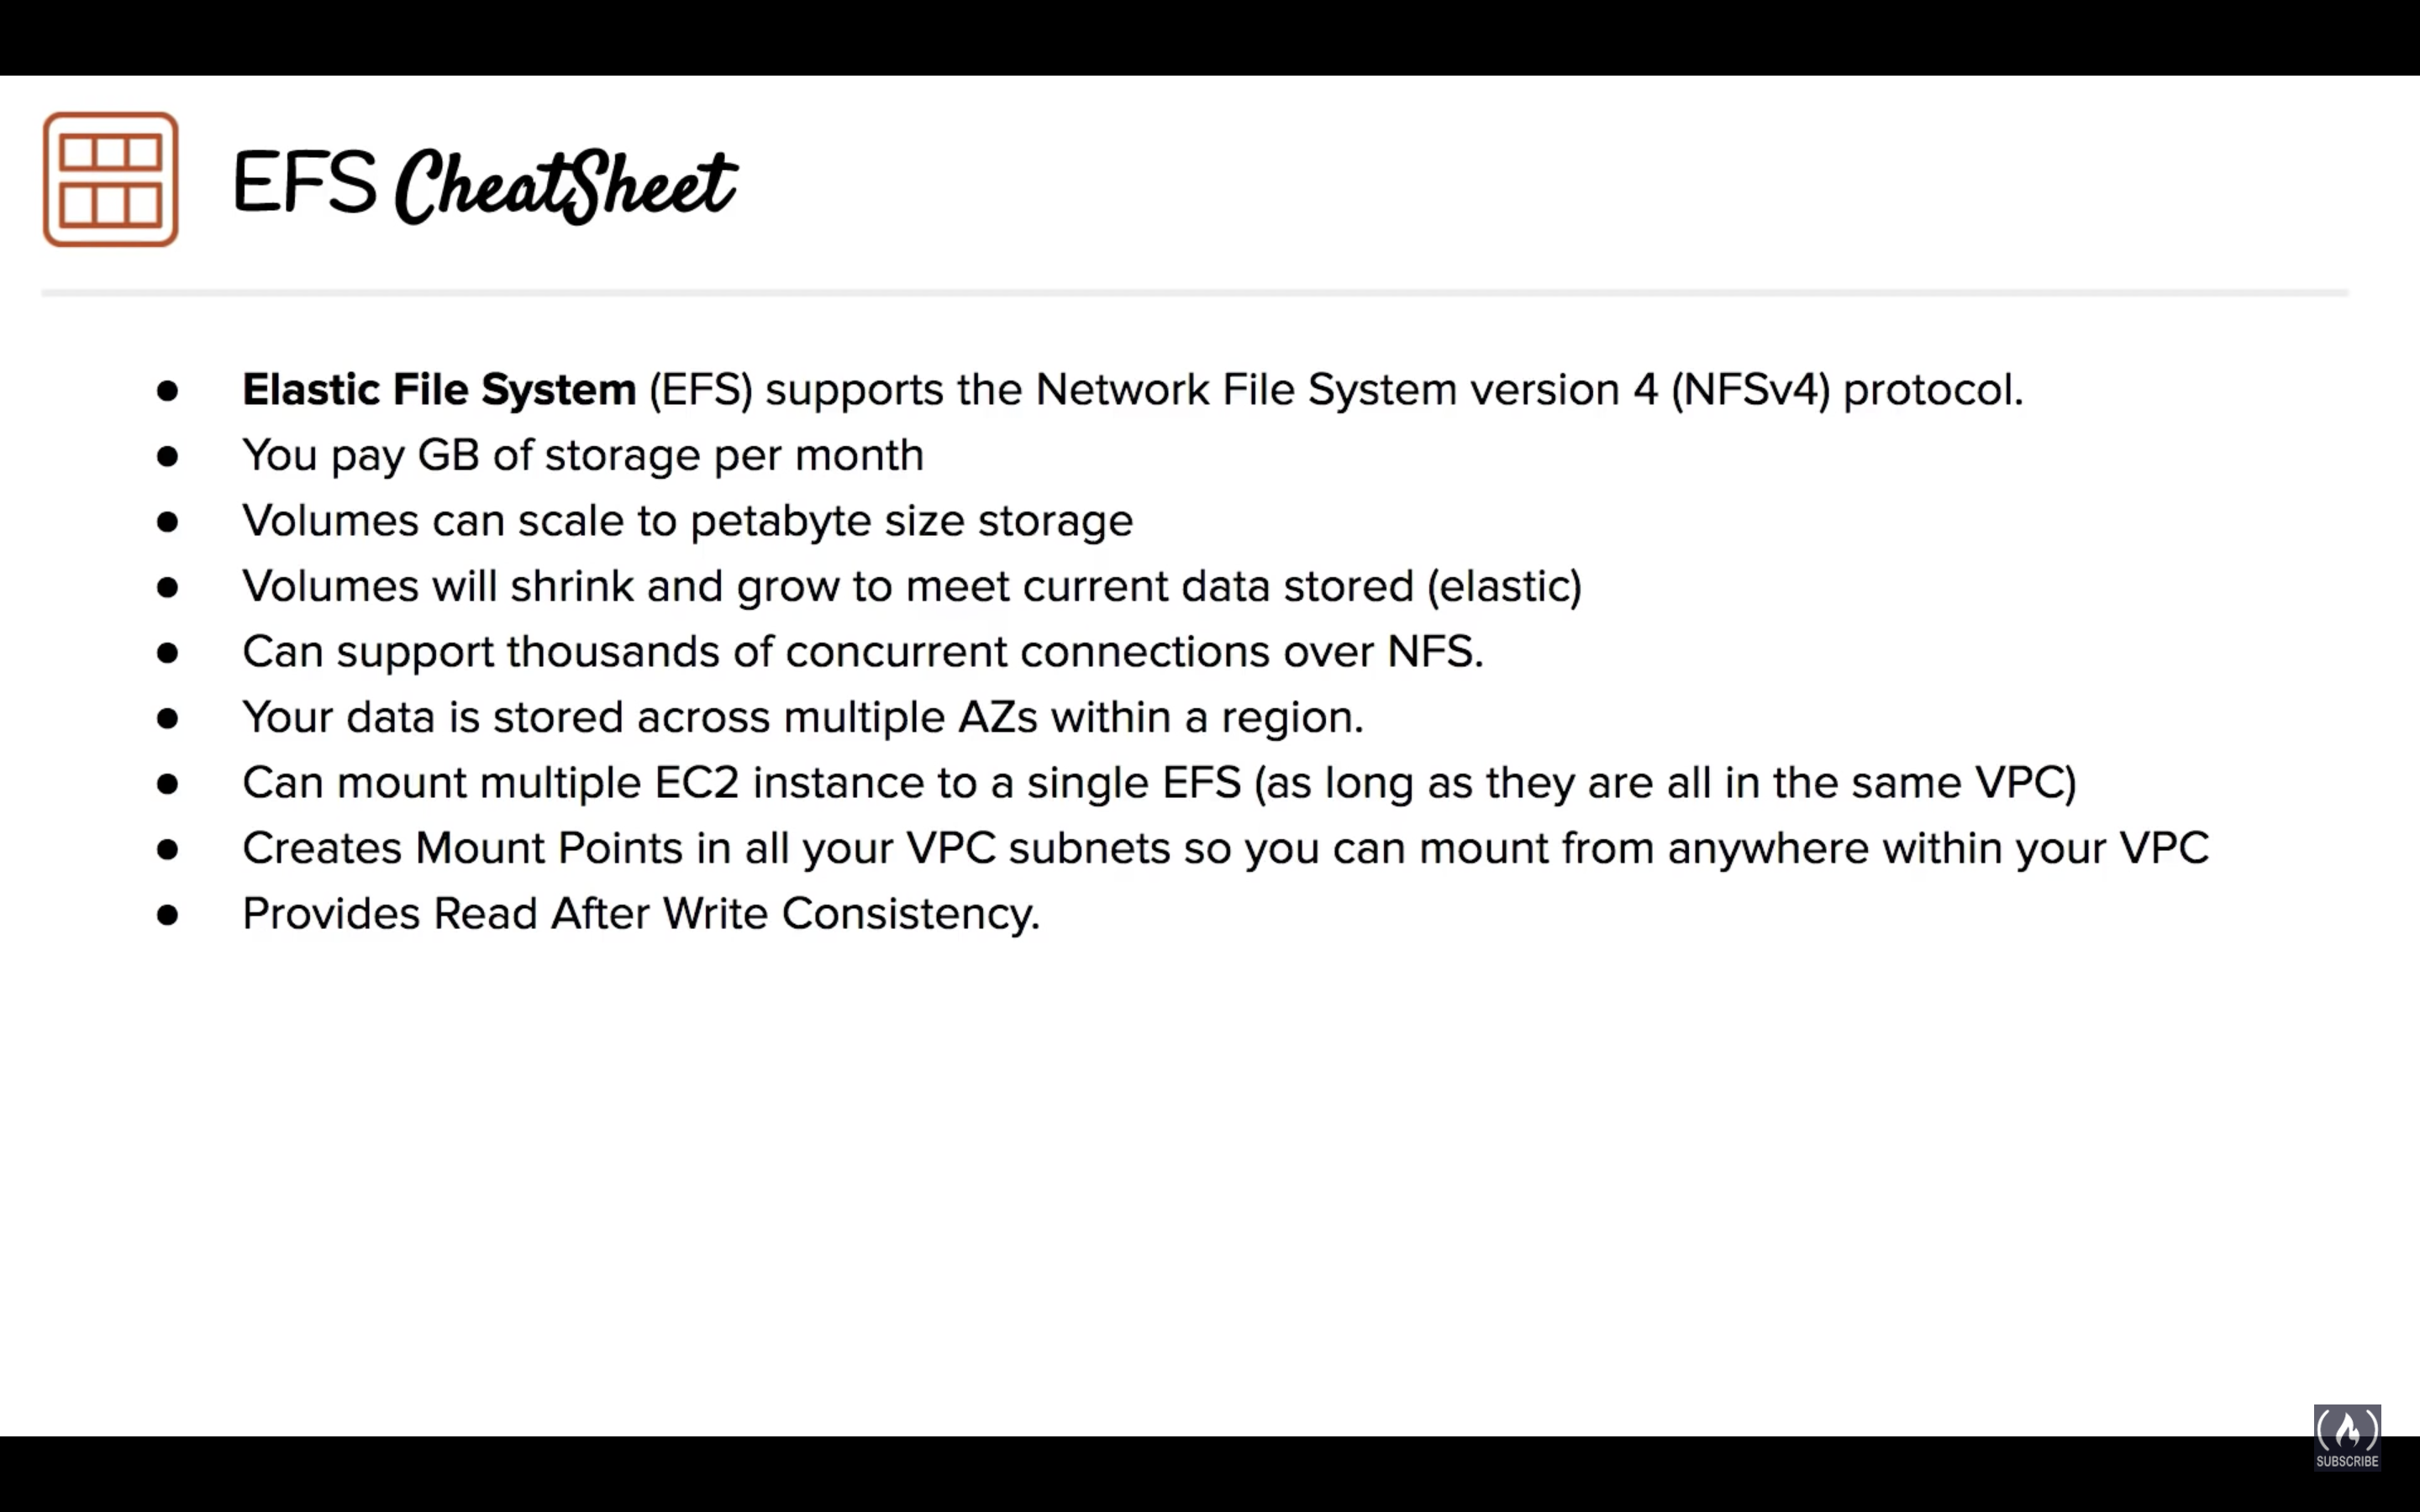 EFS CheatSheet
● Elastic File System (EFS) supports the Network File System version 4 (NFSv4) protocol.
● You pay GB of storage per month
● Volumes can scale to petabyte size storage
● Volumes will shrink and grow to meet current data stored (elastic)
● Can support thousands of concurrent connections over NFS.
● Your data is stored across multiple AZs within a region.
● Can mount multiple EC2 instance to a single EFS (as long as they are all in the same VPC)
● Creates Mount Points in all your VPC subnets so you can mount from anywhere within your VPC
● Provides Read After Write Consistency.
SUBSCRIBE